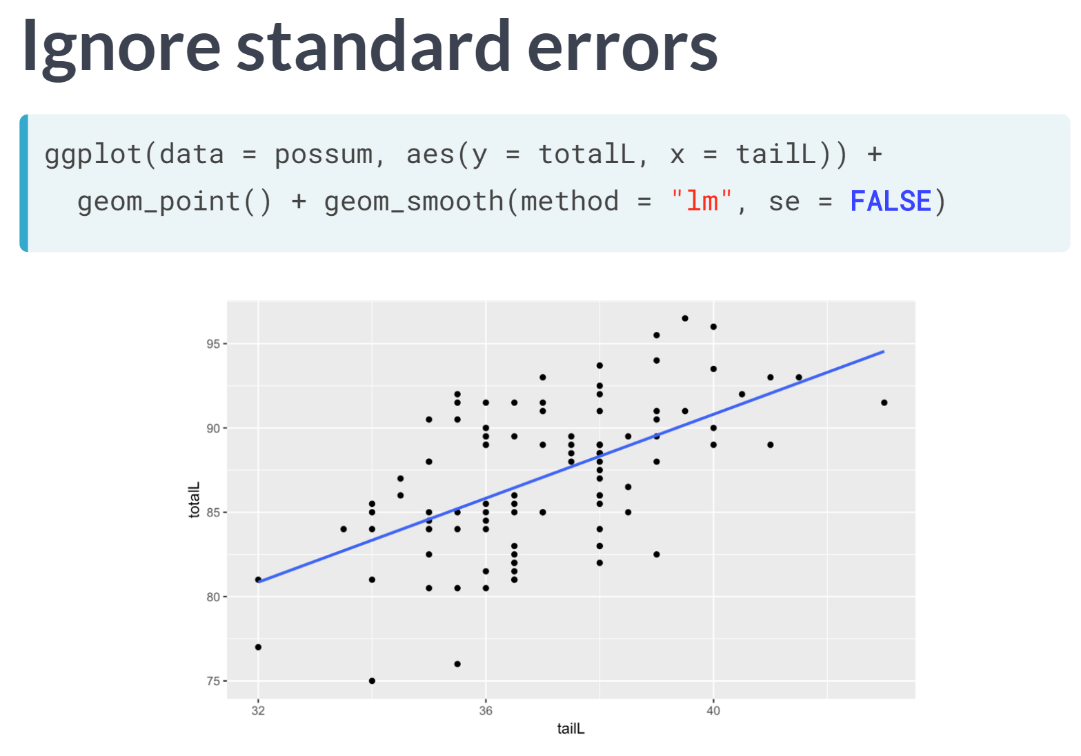 Ignore standard errors
ggplot(data = possum, aes(y = totalL, x = tailL)) +
  geom_point() + geom_smooth(method = "lm", se = FALSE)
95
90
85
80
75
totalL
32
36
40
tailL